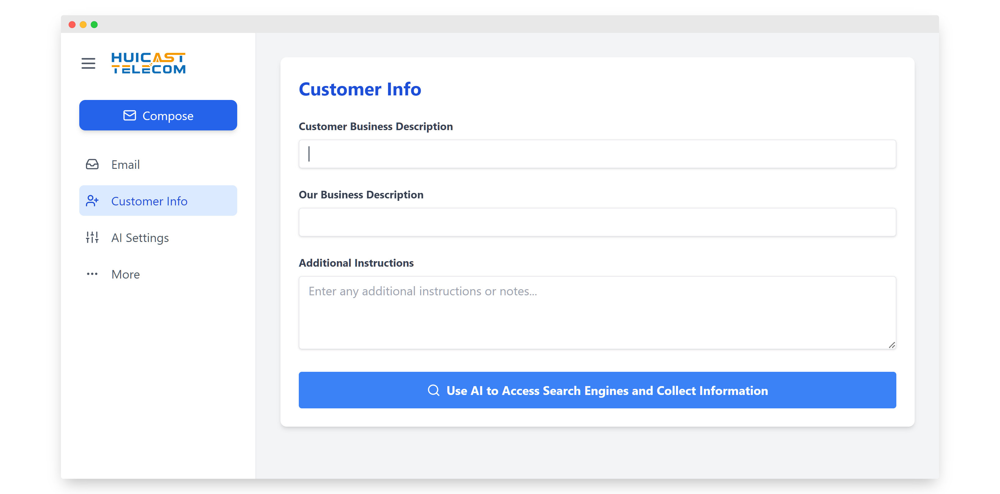 HUICAST
TELECOM
Compose
Email
Customer Info
AI Settings
More
Customer Info
Customer Business Description
Our Business Description
Additional Instructions
Enter any additional instructions or notes...
Use AI to Access Search Engines and Collect Information